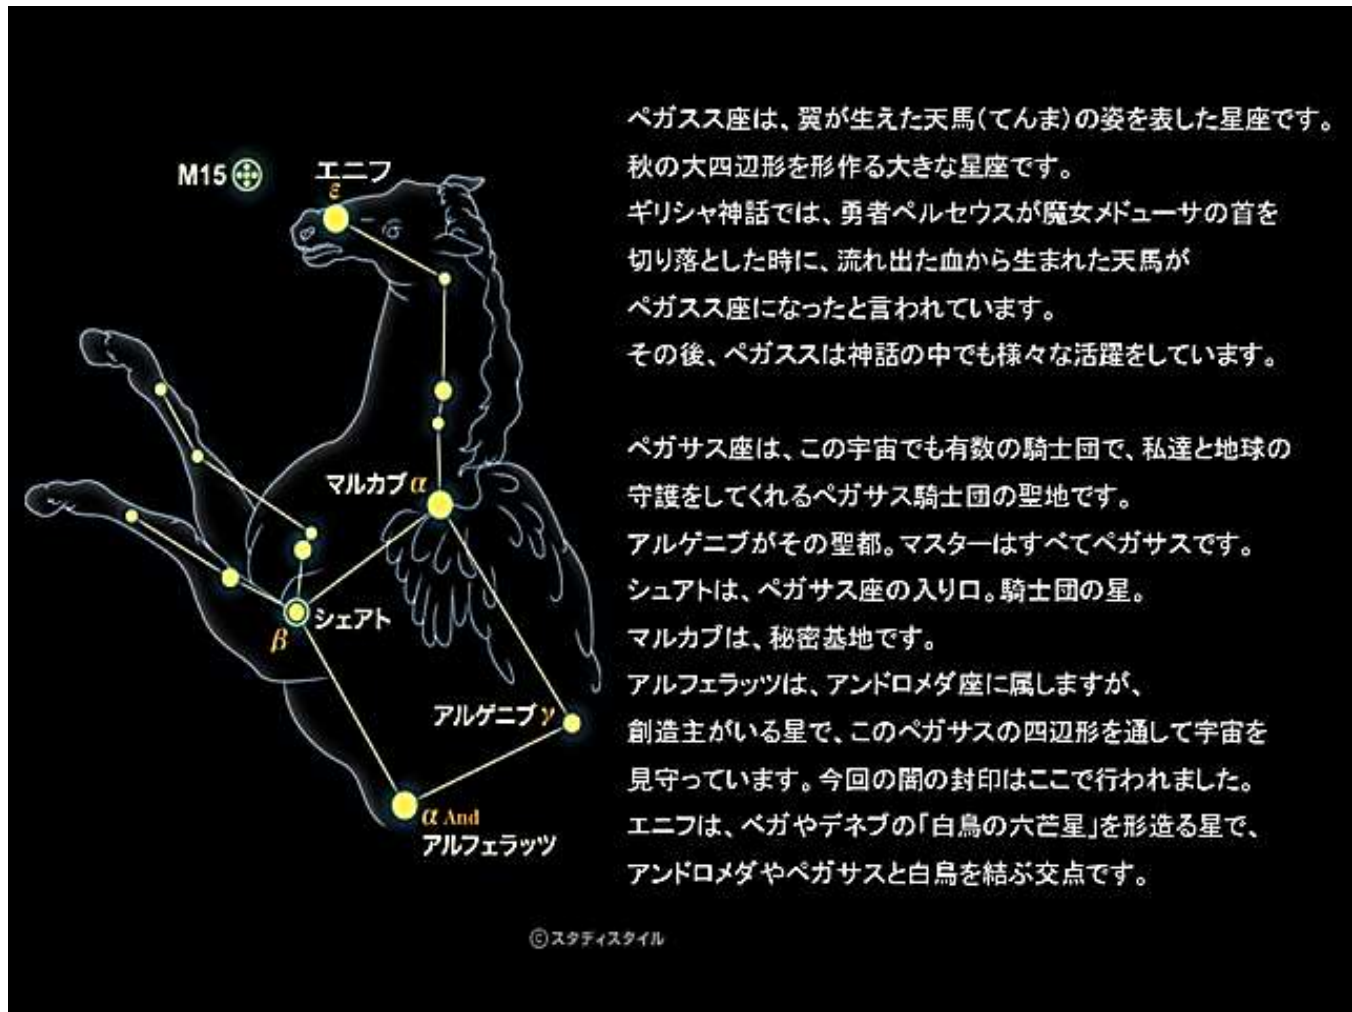 M15
エニフ
ε
マルカブ α
シェアト
β
アルゲニブ γ
α And
アルフェラッツ
ペガスス座は、翼が生えた天馬(てんま)の姿を表した星座です。
秋の大四辺形を形作る大きな星座です。
ギリシャ神話では、勇者ペルセウスが魔女メドューサの首を
切り落とした時に、流れ出た血から生まれた天馬が
ペガスス座になったと言われています。
その後、ペガススは神話の中でも様々な活躍をしています。
ペガサス座は、この宇宙でも有数の騎士団で、私達と地球の
守護をしてくれるペガサス騎士団の聖地です。
アルゲニブがその聖都。マスターはすべてペガサスです。
シュアトは、ペガサス座の入り口。騎士団の星。
マルカブは、秘密基地です。
アルフェラッツは、アンドロメダ座に属しますが、
創造主がいる星で、このペガサスの四辺形を通して宇宙を
見守っています。今回の闇の封印はここで行われました。
エニフは、ベガやデネブの「白鳥の六芒星」を形造る星で、
アンドロメダやペガサスと白鳥を結ぶ交点です。
©スタディスタイル